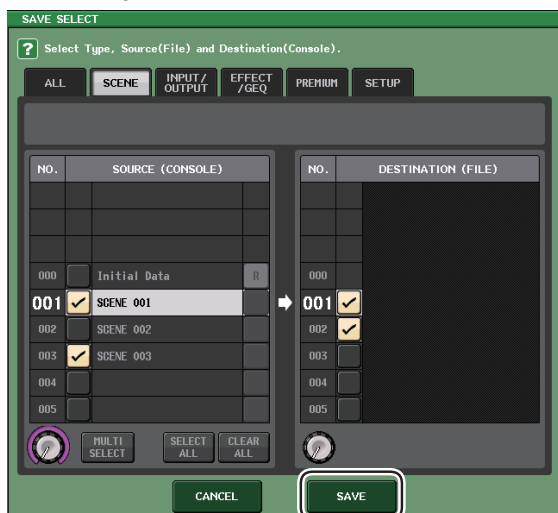 SAVE SELECT
? Select Type, Source(File) and Destination(Console).
ALL SCENE INPUT/ OUTPUT EFFECT /GEQ PREMIUM SETUP
NO. SOURCE (CONSOLE) NO. DESTINATION (FILE)
000 Initial Data R 000
001 SCENE 001 001
002 SCENE 002 002
003 SCENE 003 003
004 004
005 005
MULTI SELECT SELECT ALL CLEAR ALL
CANCEL SAVE